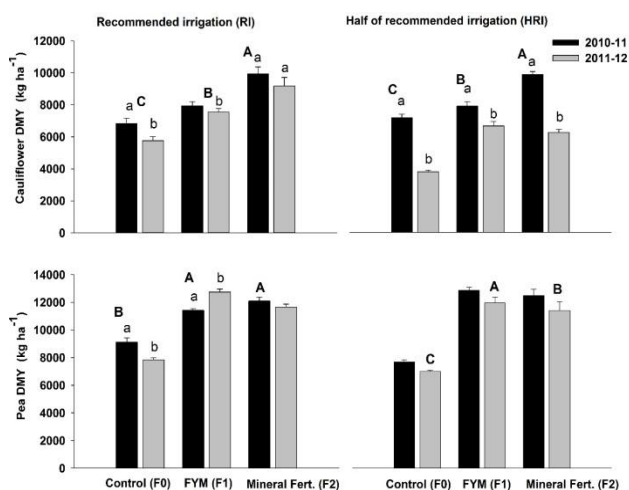 Recommended irrigation (RI)
Half of recommended irrigation (HRI)
2010-11
2011-12
Cauliflower DMY (kg ha⁻¹)
12000
10000
8000
6000
4000
2000
0
a C b
B
a b
A
a a
C
a
b
B
a
b
A
a
b
Pea DMY (kg ha⁻¹)
14000
12000
10000
8000
6000
4000
2000
0
B
a
b
A b
a
A
C
A
B
Control (F0) FYM (F1) Mineral Fert. (F2)
Control (F0) FYM (F1) Mineral Fert. (F2)